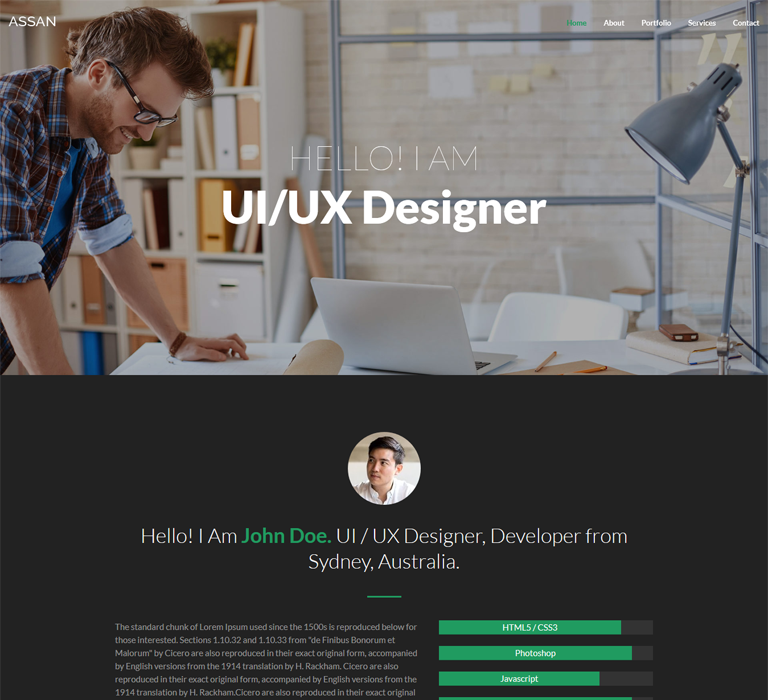 ASSAN
Home About Portfolio Services Contact
HELLO! I AM
UI/UX Designer
Hello! I Am John Doe. UI / UX Designer, Developer from
Sydney, Australia.
The standard chunk of Lorem Ipsum used since the 1500s is reproduced below for
those interested. Sections 1.10.32 and 1.10.33 from "de Finibus Bonorum et
Malorum" by Cicero are also reproduced in their exact original form, accompanied
by English versions from the 1914 translation by H. Rackham. Cicero are also
reproduced in their exact original form, accompanied by English versions from the
1914 translation by H. Rackham.Cicero are also reproduced in their exact original
HTML5 / CSS3
Photoshop
Javascript